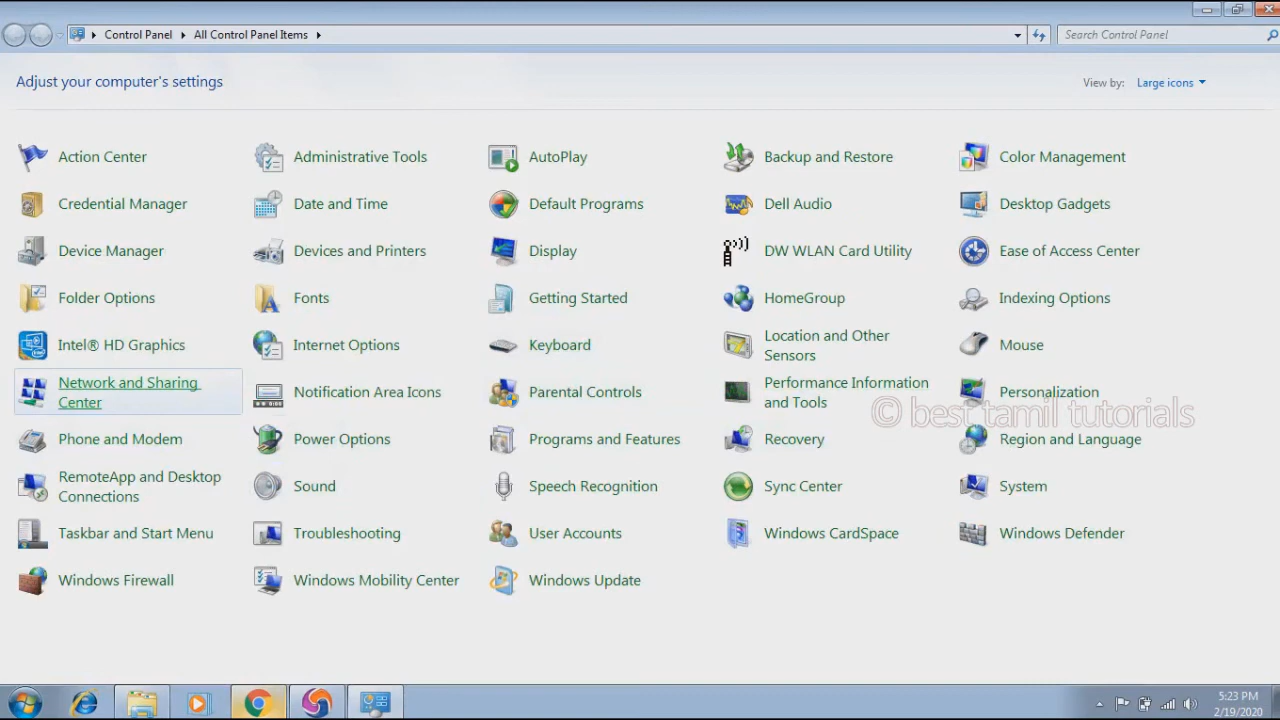 Control Panel
All Control Panel Items
Search Control Panel
Adjust your computer's settings
View by:
Large icons
Action Center
Administrative Tools
AutoPlay
Backup and Restore
Color Management
Credential Manager
Date and Time
Default Programs
Dell Audio
Desktop Gadgets
Device Manager
Devices and Printers
Display
DW WLAN Card Utility
Ease of Access Center
Folder Options
Fonts
Getting Started
HomeGroup
Indexing Options
Intel® HD Graphics
Internet Options
Keyboard
Location and Other
Sensors
Mouse
Network and Sharing
Center
Notification Area Icons
Parental Controls
Performance Information
and Tools
Personalization
© best tamil tutorials
Phone and Modem
Power Options
Programs and Features
Recovery
Region and Language
RemoteApp and Desktop
Connections
Sound
Speech Recognition
Sync Center
System
Taskbar and Start Menu
Troubleshooting
User Accounts
Windows CardSpace
Windows Defender
Windows Firewall
Windows Mobility Center
Windows Update
5:23 PM
2/19/2020